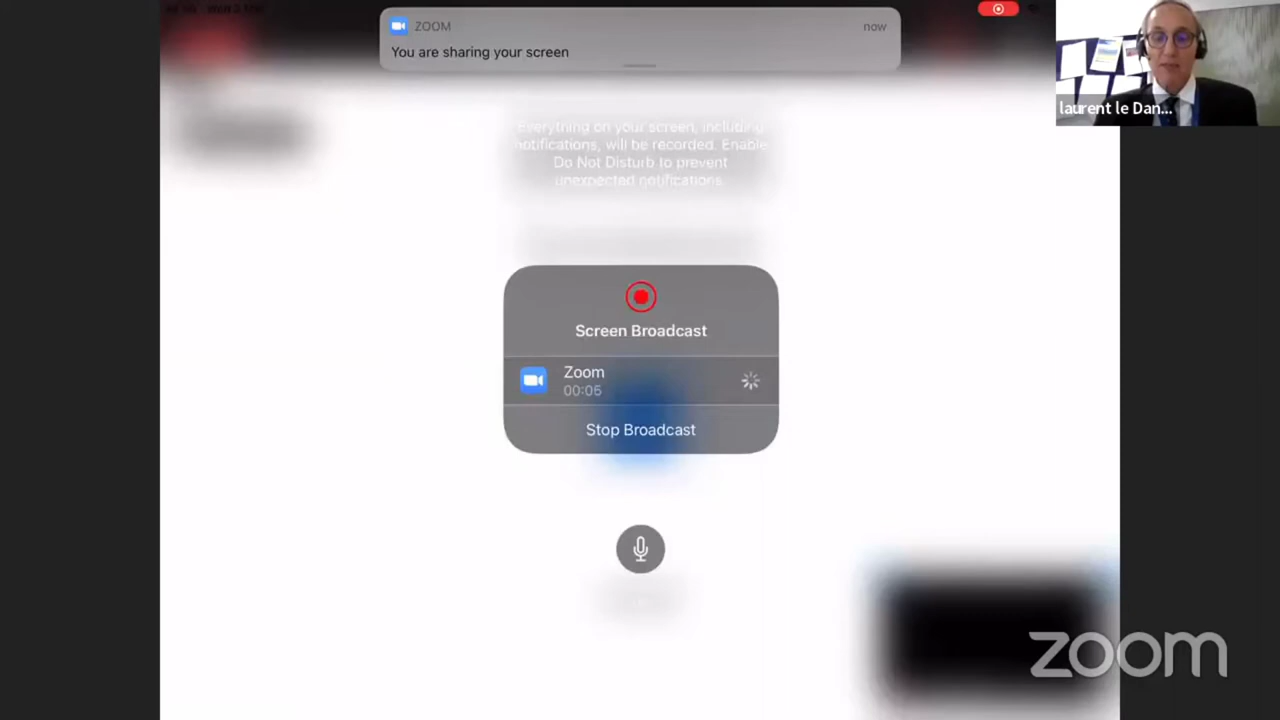 ZOOM
now
You are sharing your screen
laurent le Dan...
Everything on your screen, including
notifications, will be recorded. Enable
Do Not Disturb to prevent
unexpected notifications.
Screen Broadcast
Zoom
00:05
Stop Broadcast
zoom